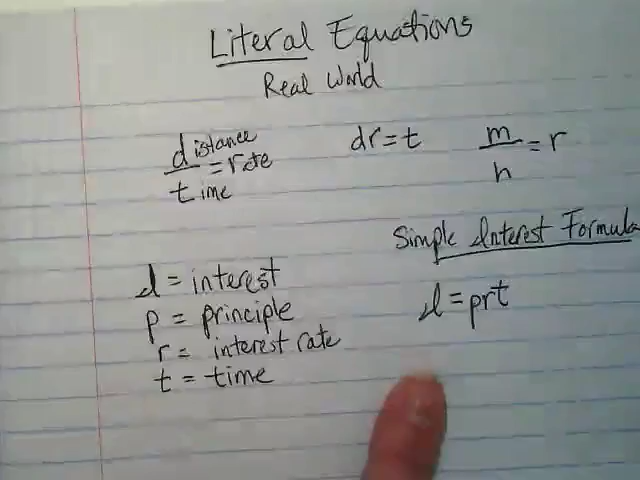 Literal Equations
Real World
distance
—— = rate
time
dr = t
m
— = r
h
Simple Interest Formula
I = prt
I = interest
p = principle
r = interest rate
t = time